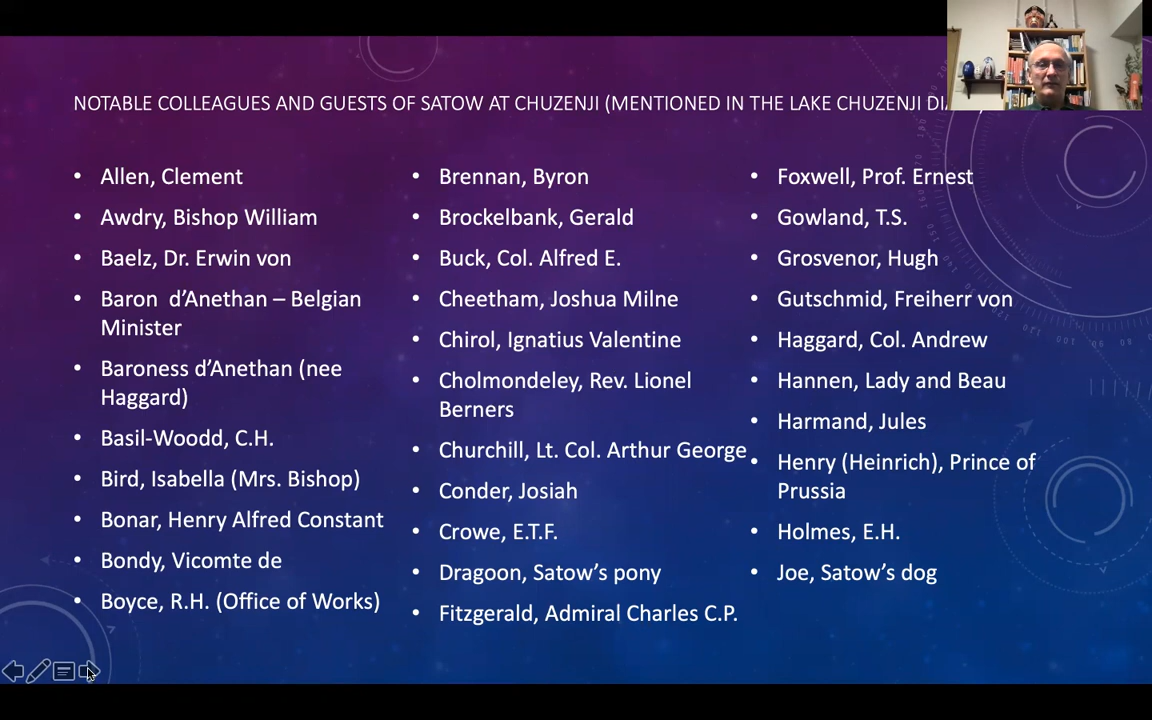 NOTABLE COLLEAGUES AND GUESTS OF SATOW AT CHUZENJI (MENTIONED IN THE LAKE CHUZENJI
• Allen, Clement
• Awdry, Bishop William
• Baelz, Dr. Erwin von
• Baron d’Anethan – Belgian
Minister
• Baroness d’Anethan (nee
Haggard)
• Basil-Woodd, C.H.
• Bird, Isabella (Mrs. Bishop)
• Bonar, Henry Alfred Constant
• Bondy, Vicomte de
• Boyce, R.H. (Office of Works)
• Brennan, Byron
• Brockelbank, Gerald
• Buck, Col. Alfred E.
• Cheetham, Joshua Milne
• Chirol, Ignatius Valentine
• Cholmondeley, Rev. Lionel
Berners
• Churchill, Lt. Col. Arthur George
• Conder, Josiah
• Crowe, E.T.F.
• Dragoon, Satow’s pony
• Fitzgerald, Admiral Charles C.P.
• Foxwell, Prof. Ernest
• Gowland, T.S.
• Grosvenor, Hugh
• Gutschmid, Freiherr von
• Haggard, Col. Andrew
• Hannen, Lady and Beau
• Harmand, Jules
• Henry (Heinrich), Prince of
Prussia
• Holmes, E.H.
• Joe, Satow’s dog